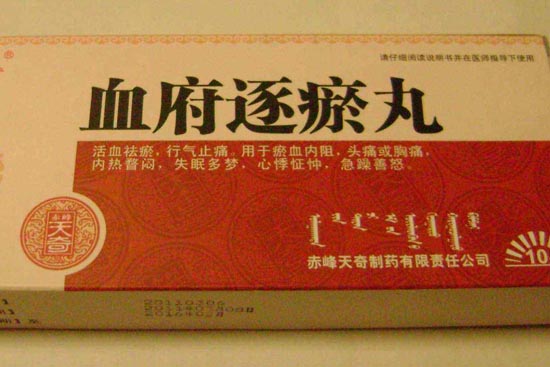 请仔细阅读说明书并在医师指导下使用
血府逐瘀丸
活血祛瘀，行气止痛。用于瘀血内阻，头痛或胸痛，
内热瞀闷，失眠多梦，心悸怔忡，急躁善怒。
赤峰
天奇
赤峰天奇制药有限责任公司
10
20110306